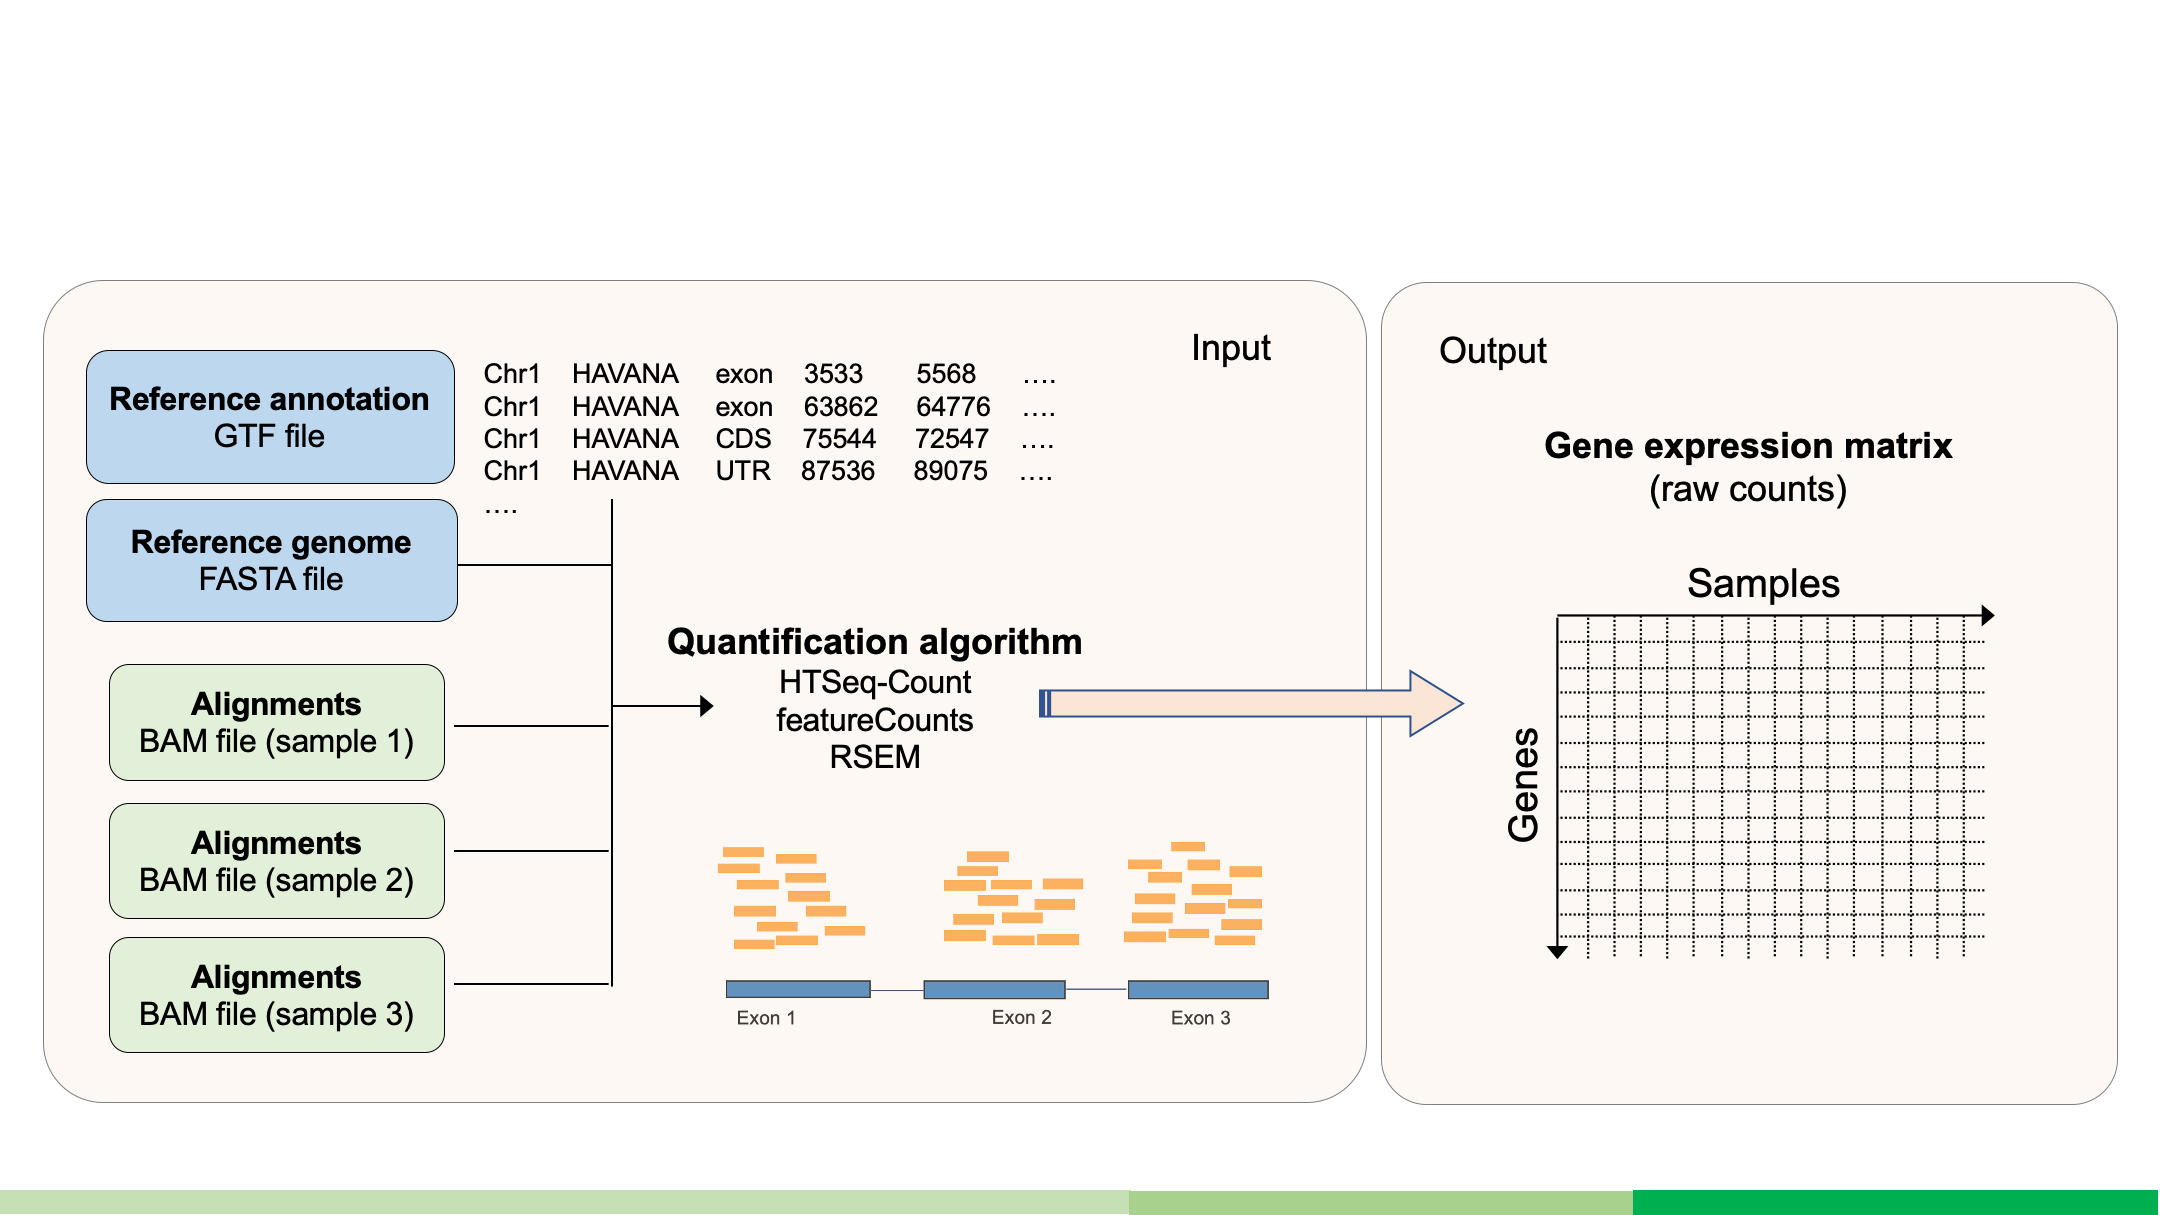 Input
Reference annotation
GTF file
Chr1 HAVANA exon 3533 5568 ....
Chr1 HAVANA exon 63862 64776 ....
Chr1 HAVANA CDS 75544 72547 ....
Chr1 HAVANA UTR 87536 89075 ....
....
Reference genome
FASTA file
Alignments
BAM file (sample 1)
Alignments
BAM file (sample 2)
Alignments
BAM file (sample 3)
Quantification algorithm
HTSeq-Count
featureCounts
RSEM
Exon 1
Exon 2
Exon 3
Output
Gene expression matrix
(raw counts)
Samples
Genes